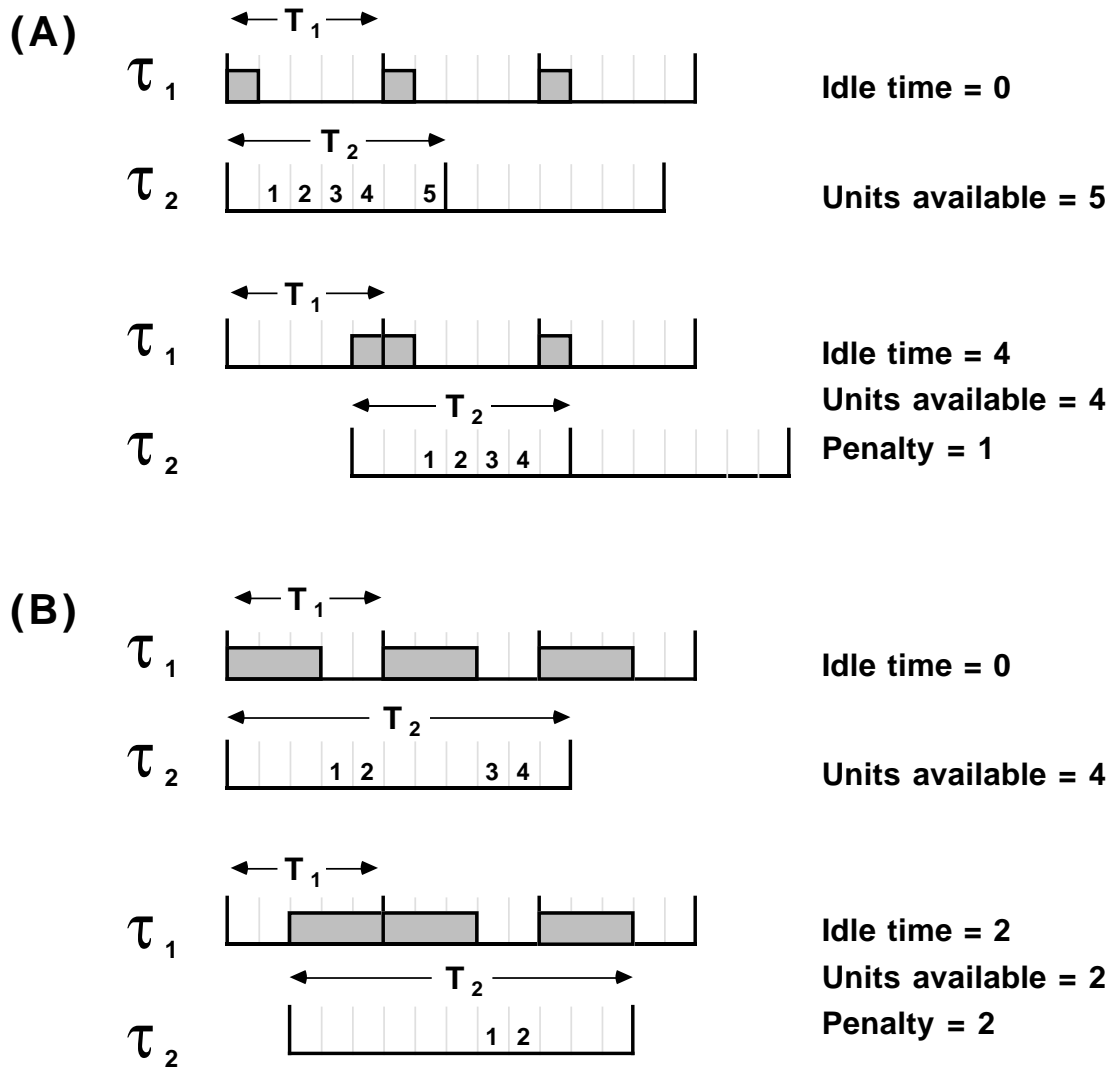 (A)
T 1
τ 1
Idle time = 0
T 2
τ 2
1 2 3 4 5
Units available = 5
T 1
τ 1
Idle time = 4
Units available = 4
T 2
τ 2
1 2 3 4
Penalty = 1
(B)
T 1
τ 1
Idle time = 0
T 2
τ 2
1 2 3 4
Units available = 4
T 1
τ 1
Idle time = 2
T 2
Units available = 2
τ 2
1 2
Penalty = 2